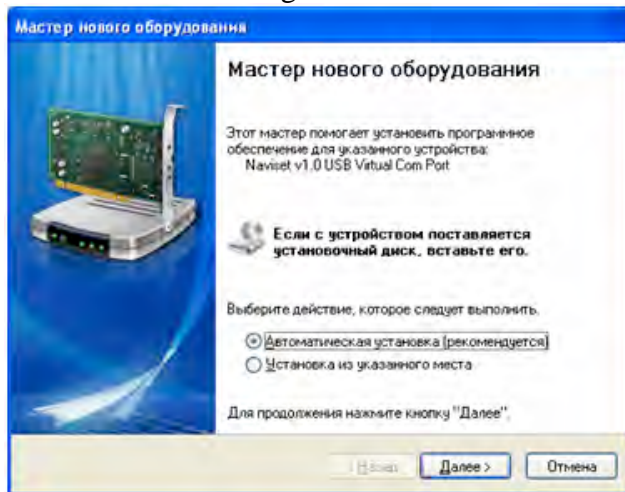 Мастер нового оборудования
Мастер нового оборудования
Этот мастер помогает установить программное
обеспечение для указанного устройства:
Naviset v1.0 USB Virtual Com Port
Если с устройством поставляется
установочный диск, вставьте его.
Выберите действие, которое следует выполнить.
Автоматическая установка (рекомендуется)
Установка из указанного места
Для продолжения нажмите кнопку "Далее".
< Назад
Далее >
Отмена